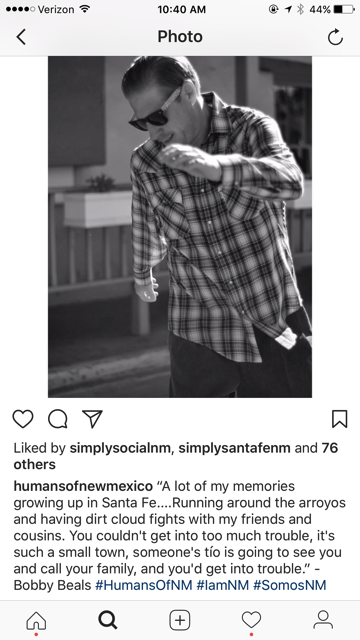 Verizon 10:40 AM 44%
Photo
Liked by simplysocialnm, simplysantafenm and 76
others
humansofnewmexico “A lot of my memories
growing up in Santa Fe....Running around the arroyos
and having dirt cloud fights with my friends and
cousins. You couldn't get into too much trouble, it's
such a small town, someone's tío is going to see you
and call your family, and you'd get into trouble.” -
Bobby Beals #HumansOfNM #IamNM #SomosNM